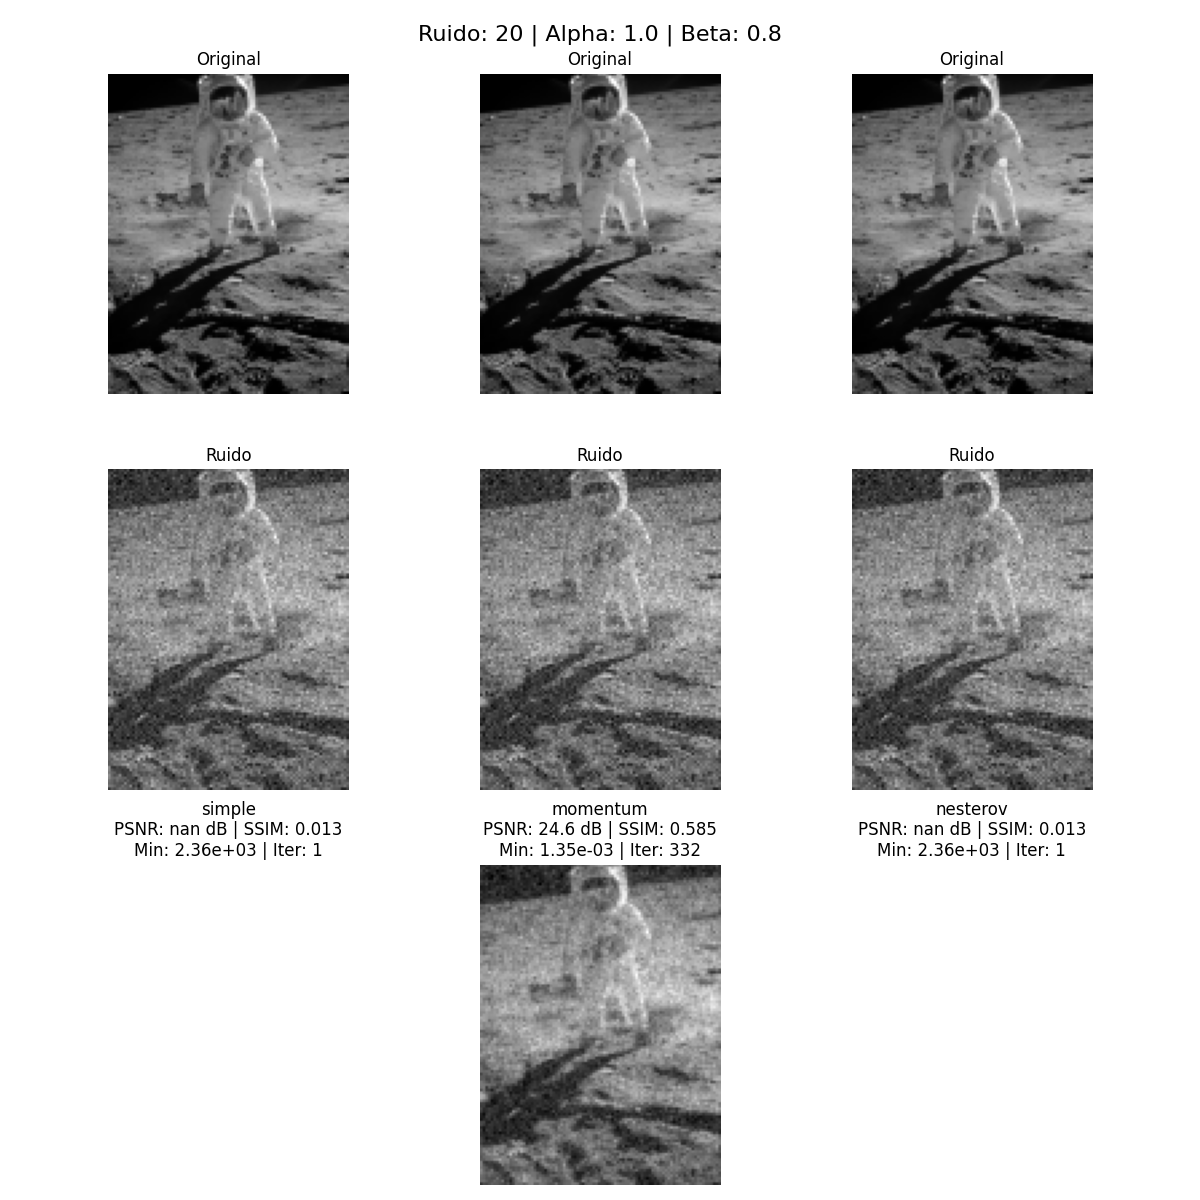 Ruido: 20 | Alpha: 1.0 | Beta: 0.8
Original
Original
Original
Ruido
Ruido
Ruido
simple
PSNR: nan dB | SSIM: 0.013
Min: 2.36e+03 | Iter: 1
momentum
PSNR: 24.6 dB | SSIM: 0.585
Min: 1.35e-03 | Iter: 332
nesterov
PSNR: nan dB | SSIM: 0.013
Min: 2.36e+03 | Iter: 1